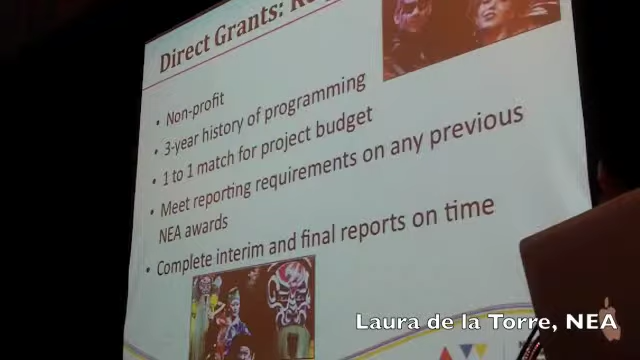 Direct Grants:
• Non-profit
• 3-year history of programming
• 1 to 1 match for project budget
• Meet reporting requirements on any previous
NEA awards
• Complete interim and final reports on time
Laura de la Torre, NEA